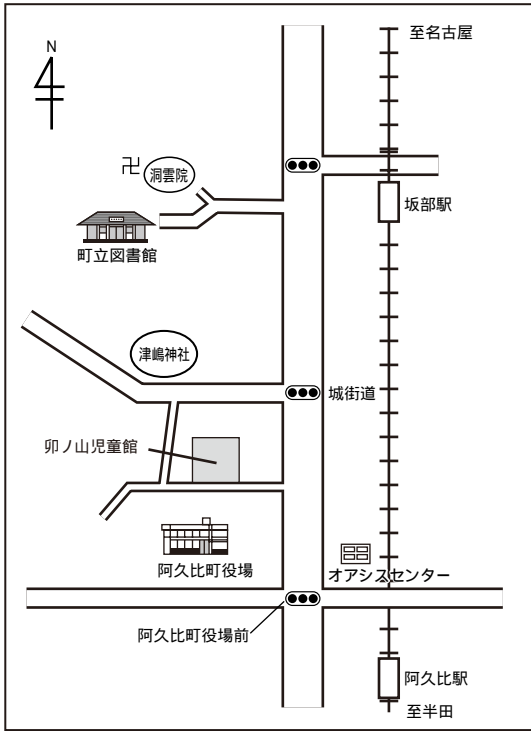 至名古屋
N
卍
洞雲院
坂部駅
町立図書館
津嶋神社
城街道
卯ノ山児童館
阿久比町役場
オアシスセンター
阿久比町役場前
阿久比駅
至半田